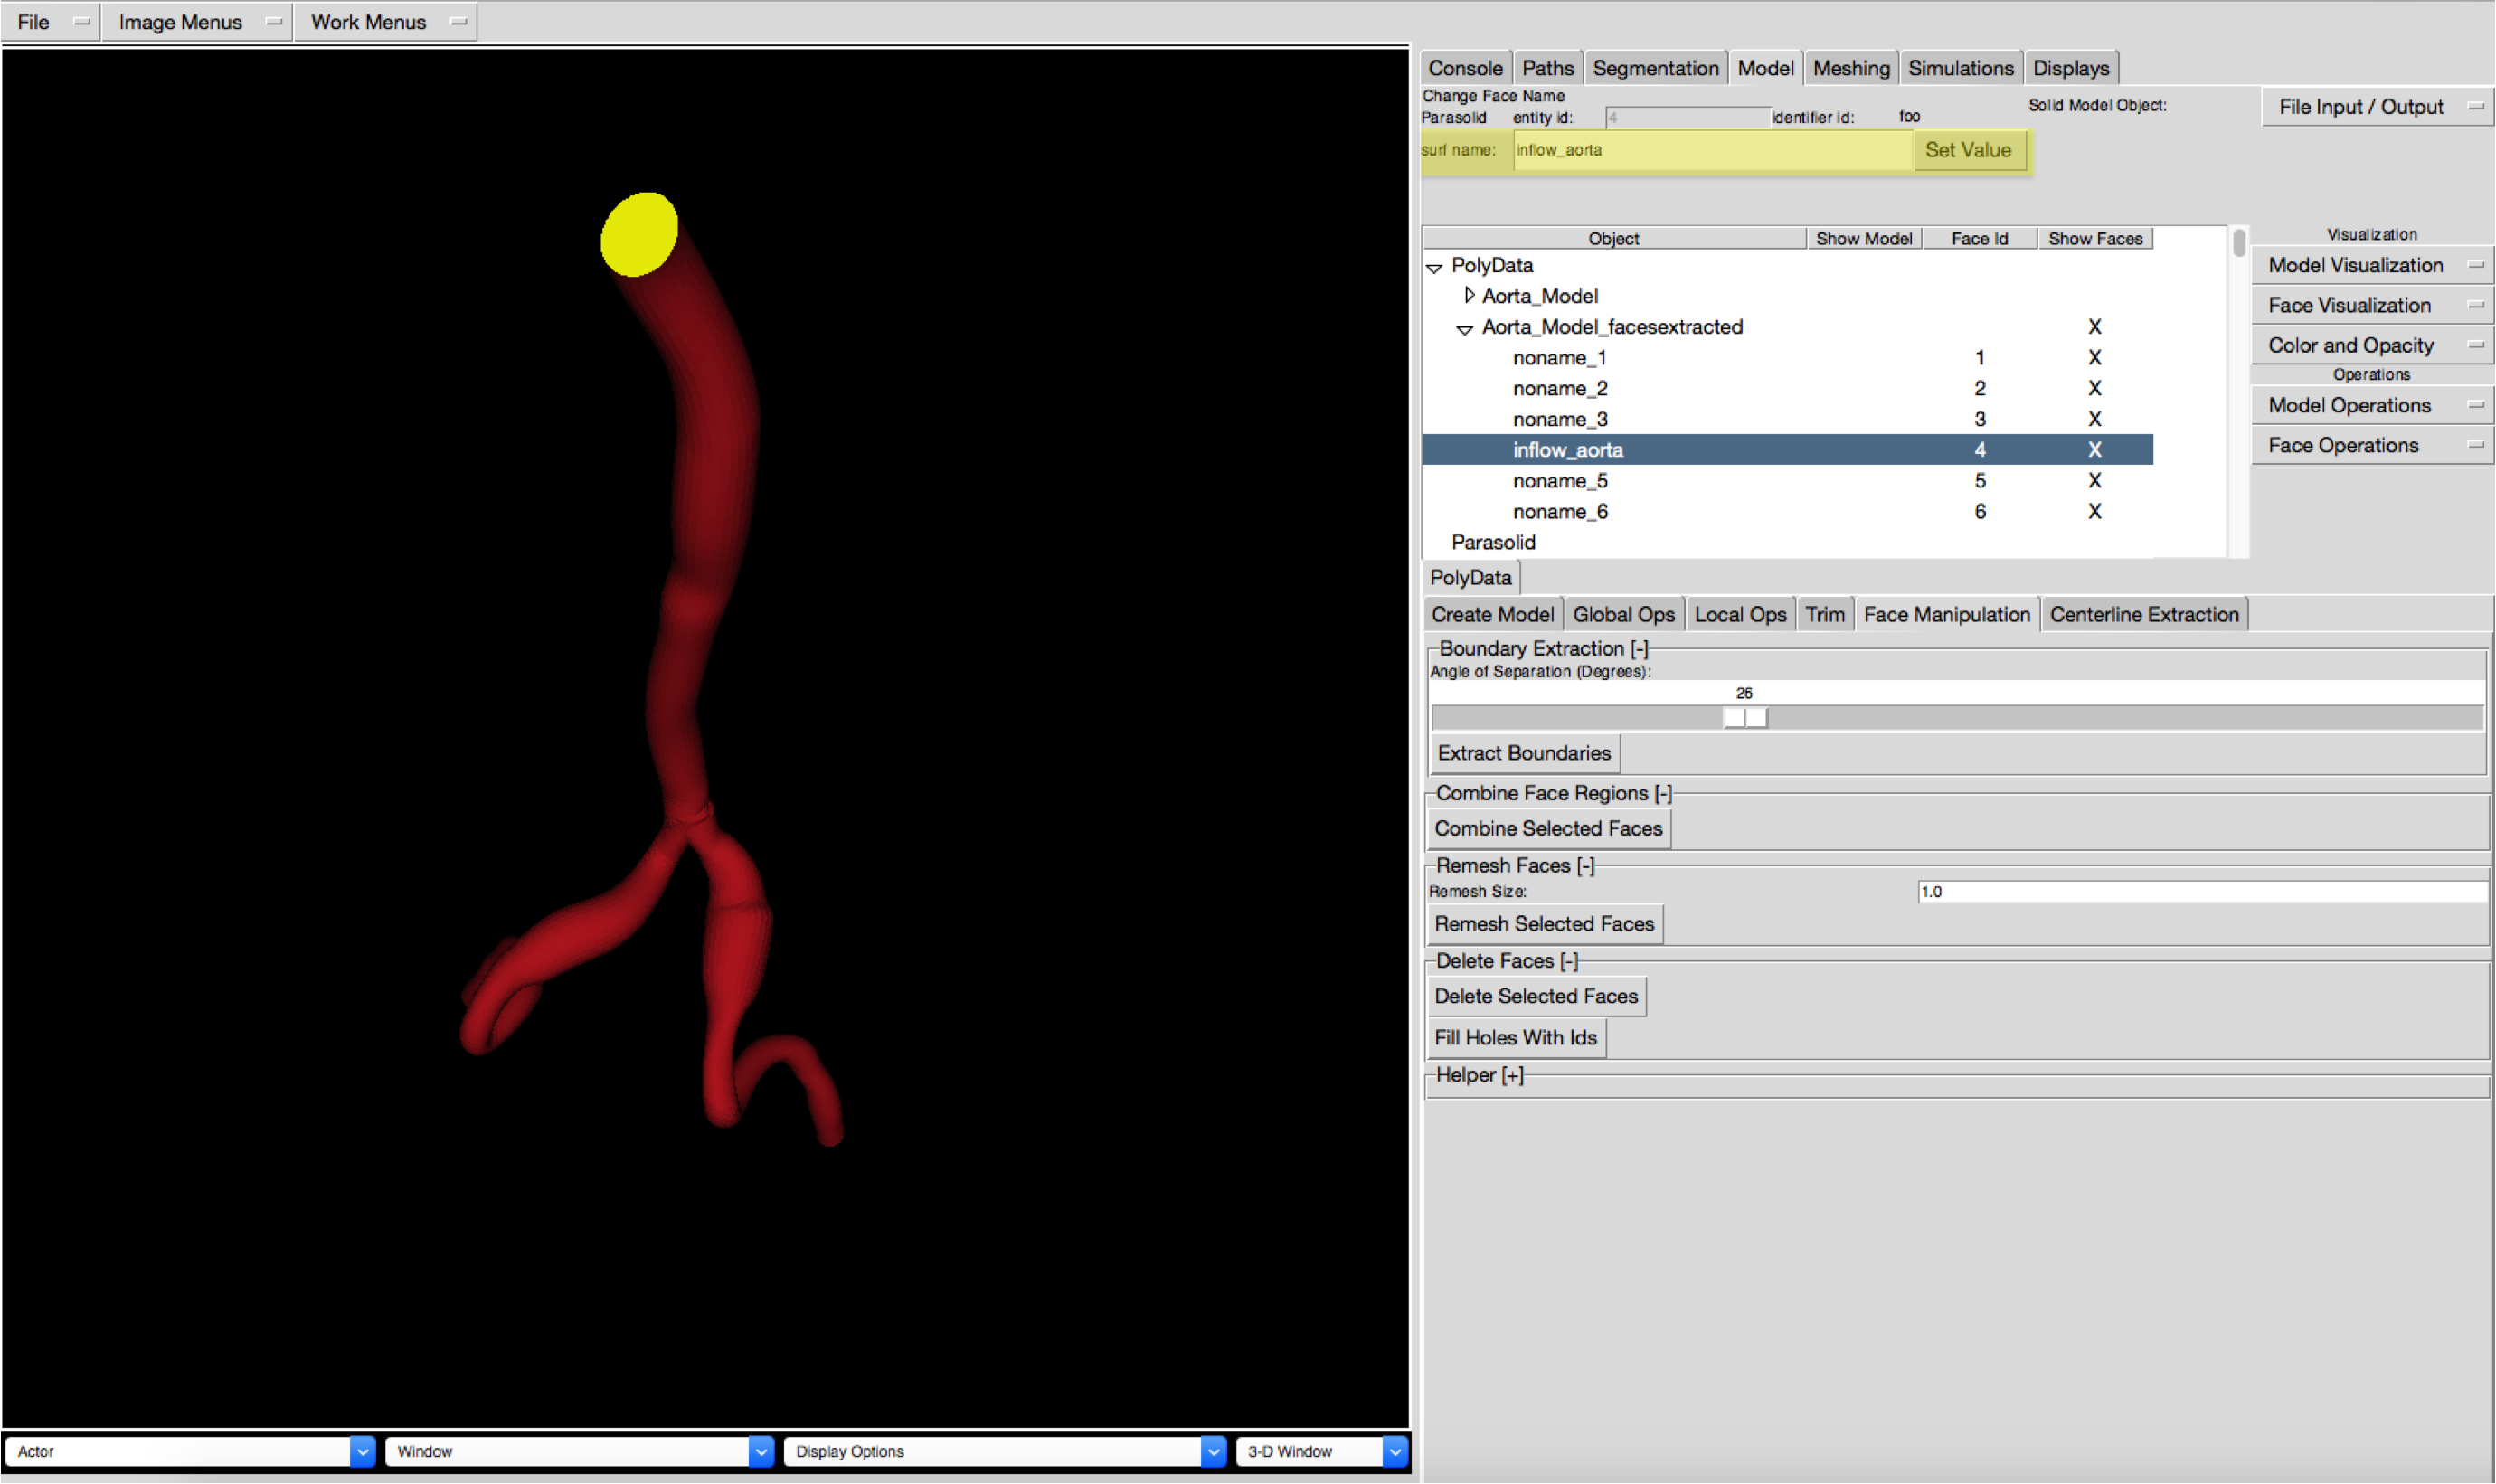 File Image Menus Work Menus
Console Paths Segmentation Model Meshing Simulations Displays
Change Face Name
Parasolid entity id: 4 identifier id: foo Solid Model Object: File Input / Output
surf name: inflow_aorta Set Value
Object Show Model Face Id Show Faces
PolyData
Aorta_Model
Aorta_Model_facesextracted X
noname_1 1 X
noname_2 2 X
noname_3 3 X
inflow_aorta 4 X
noname_5 5 X
noname_6 6 X
Parasolid
Visualization
Model Visualization
Face Visualization
Color and Opacity
Operations
Model Operations
Face Operations
PolyData
Create Model Global Ops Local Ops Trim Face Manipulation Centerline Extraction
Boundary Extraction [-]
Angle of Separation (Degrees):
26
Extract Boundaries
Combine Face Regions [-]
Combine Selected Faces
Remesh Faces [-]
Remesh Size: 1.0
Remesh Selected Faces
Delete Faces [-]
Delete Selected Faces
Fill Holes With Ids
Helper [+]
Actor Window Display Options 3-D Window